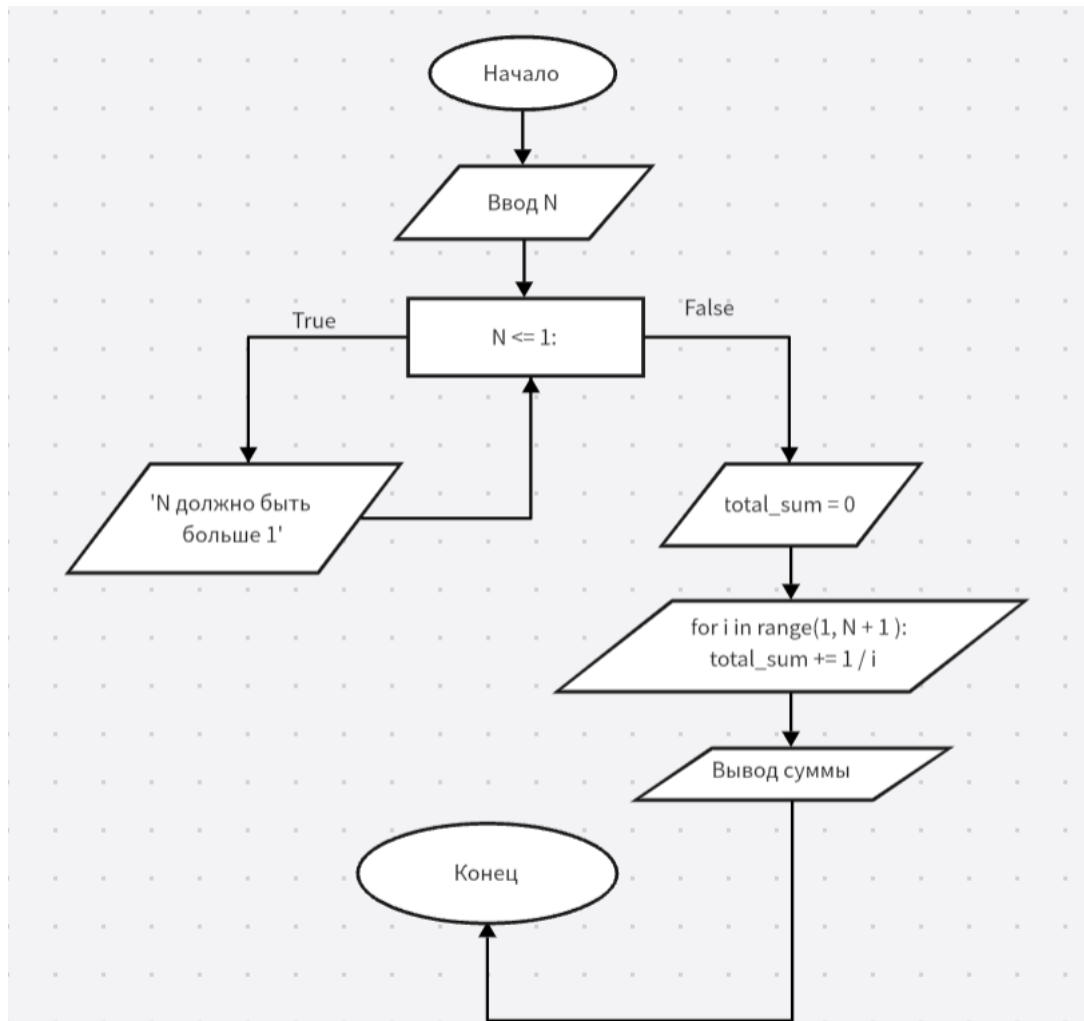 Начало
Ввод N
True
False
N <= 1:
'N должно быть
больше 1'
total_sum = 0
for i in range(1, N + 1 ):
total_sum += 1 / i
Вывод суммы
Конец